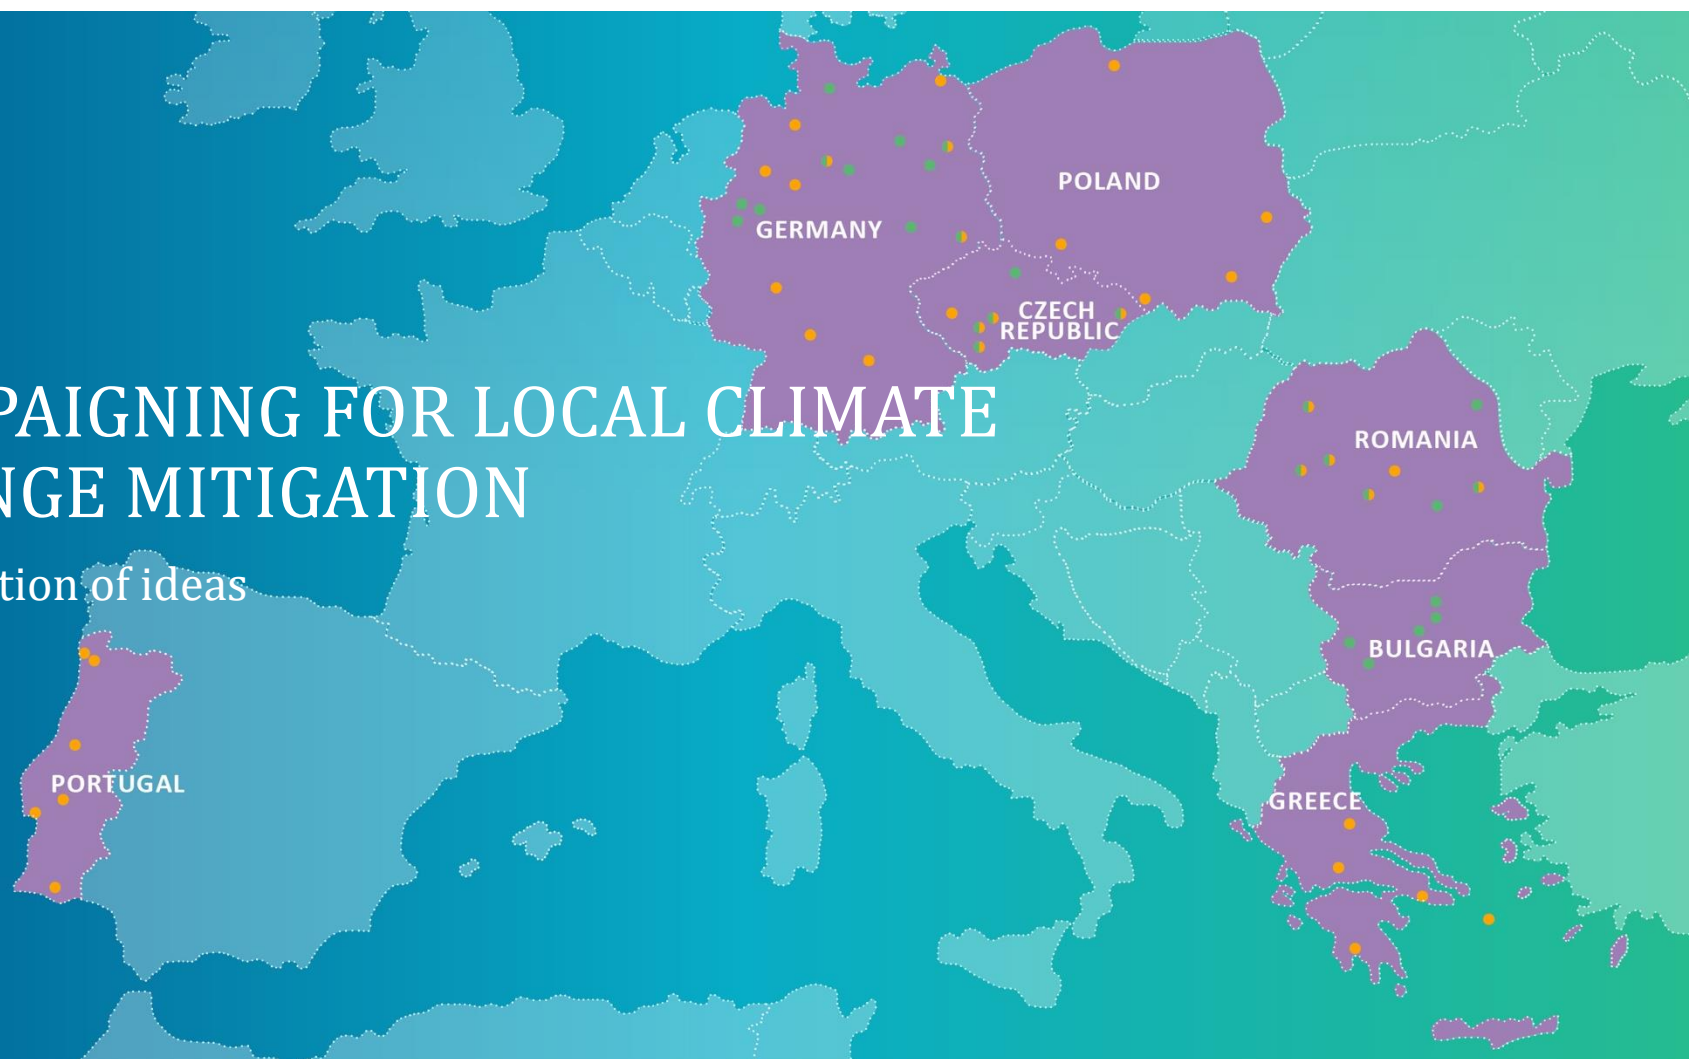 POLAND
GERMANY
CZECH
REPUBLIC
PAIGNING FOR LOCAL CLIMATE
NGE MITIGATION
ROMANIA
tion of ideas
BULGARIA
PORTUGAL
GREECE